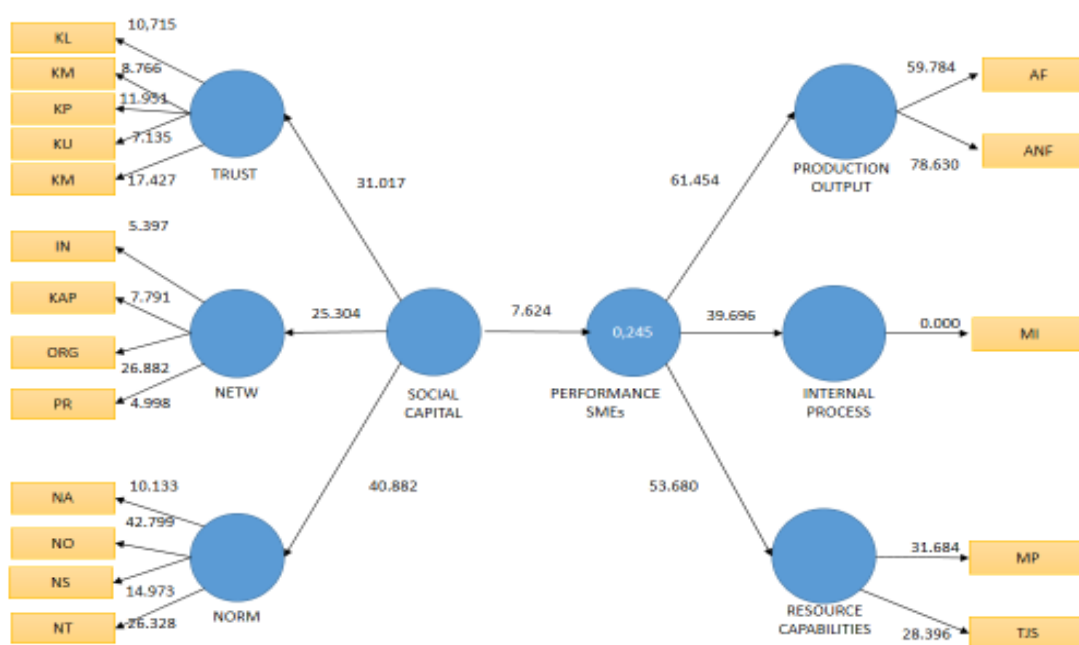 KL
10,715
KM
8.766
KP
11.951
KU
7.135
KM
17.427
TRUST
31.017
IN
5.397
KAP
7.791
ORG
26.882
PR
4.998
NETW
25.304
SOCIAL
CAPITAL
7.624
0,245
PERFORMANCE
SMEs
NA
10.133
NO
42.799
NS
14.973
NT
26.328
NORM
40.882
61.454
PRODUCTION
OUTPUT
59.784
AF
78.630
ANF
39.696
INTERNAL
PROCESS
0.000
MI
53.680
RESOURCE
CAPABILITIES
31.684
MP
28.396
TJS